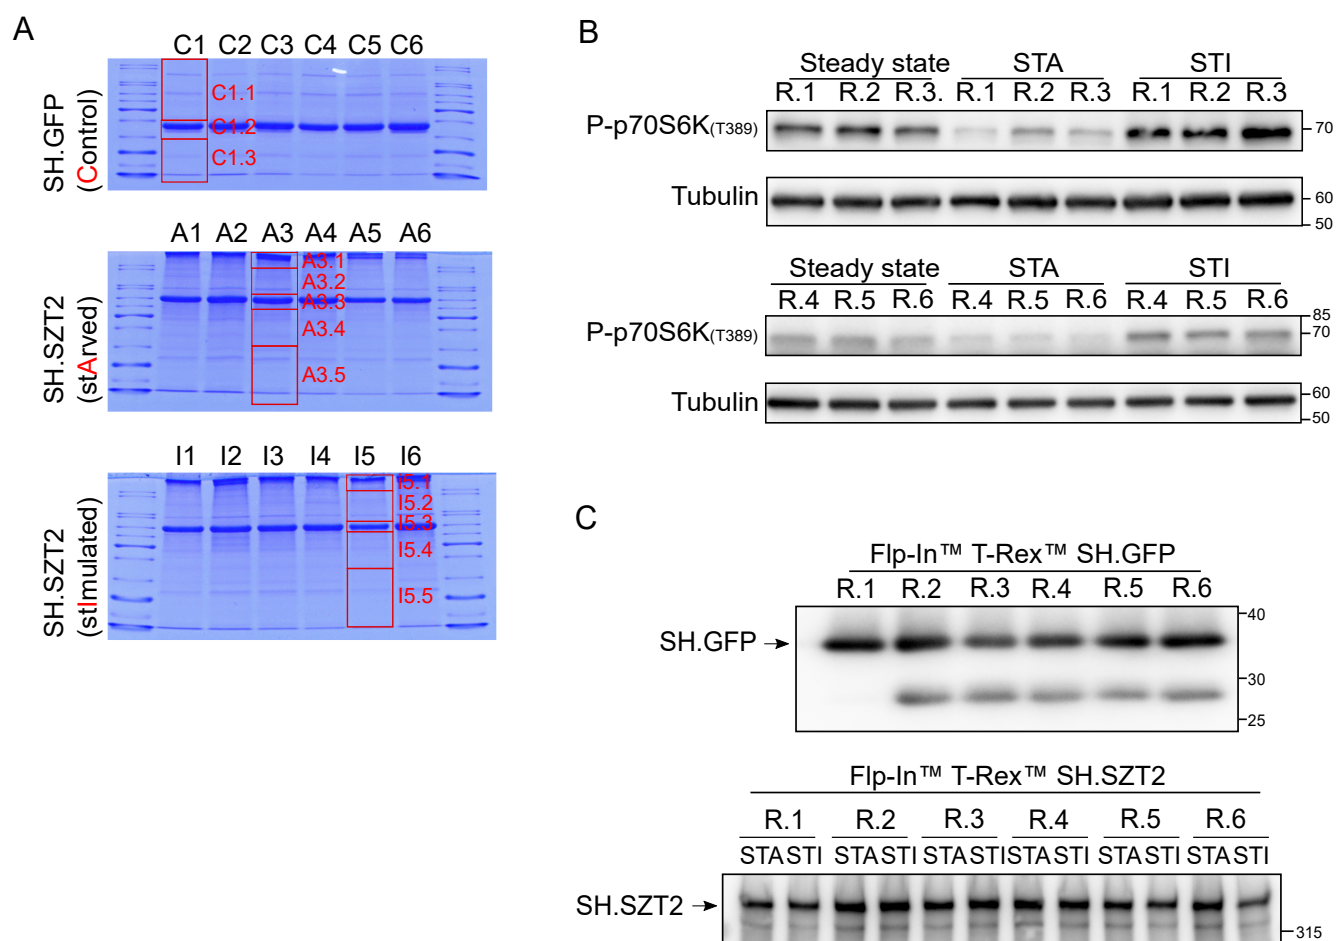 A
C1 C2 C3 C4 C5 C6
SH.GFP
(Control)
C1.1
C1.2
C1.3
A1 A2 A3 A4 A5 A6
SH.SZT2
(stArved)
A3.1
A3.2
A3.3
A3.4
A3.5
I1 I2 I3 I4 I5 I6
SH.SZT2
(stImulated)
I5.1
I5.2
I5.3
I5.4
I5.5
B
Steady state STA STI
R.1 R.2 R.3. R.1 R.2 R.3 R.1 R.2 R.3
P-p70S6K(T389) 70
Tubulin 60
50
Steady state STA STI
R.4 R.5 R.6 R.4 R.5 R.6 R.4 R.5 R.6
85
P-p70S6K(T389) 70
Tubulin 60
50
C
Flp-In™ T-Rex™ SH.GFP
R.1 R.2 R.3 R.4 R.5 R.6
40
SH.GFP
30
25
Flp-In™ T-Rex™ SH.SZT2
R.1 R.2 R.3 R.4 R.5 R.6
STA STI STA STI STA STI STA STI STA STI STA STI
SH.SZT2
315